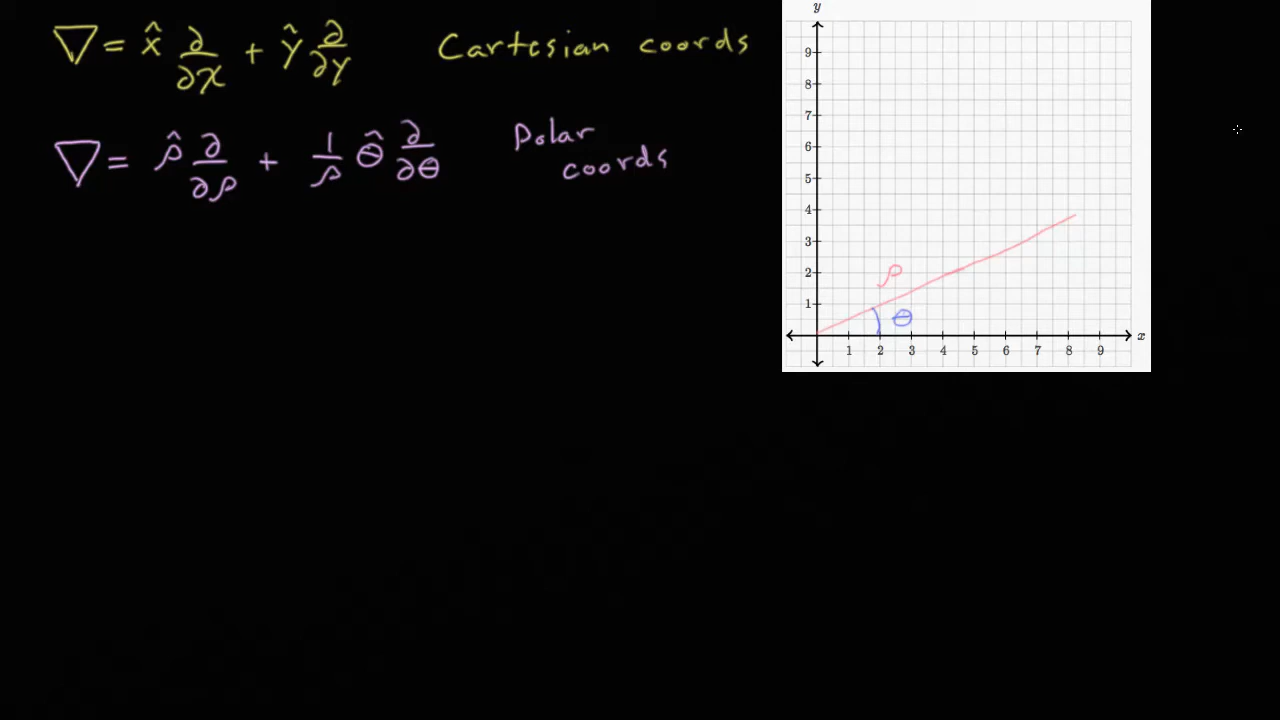 ∇ = x̂ ∂/∂x + ŷ ∂/∂y Cartesian coords
∇ = ρ̂ ∂/∂ρ + 1/ρ θ̂ ∂/∂θ Polar
coords
y
9
8
7
6
5
4
3
2
1
ρ
θ
x
1 2 3 4 5 6 7 8 9